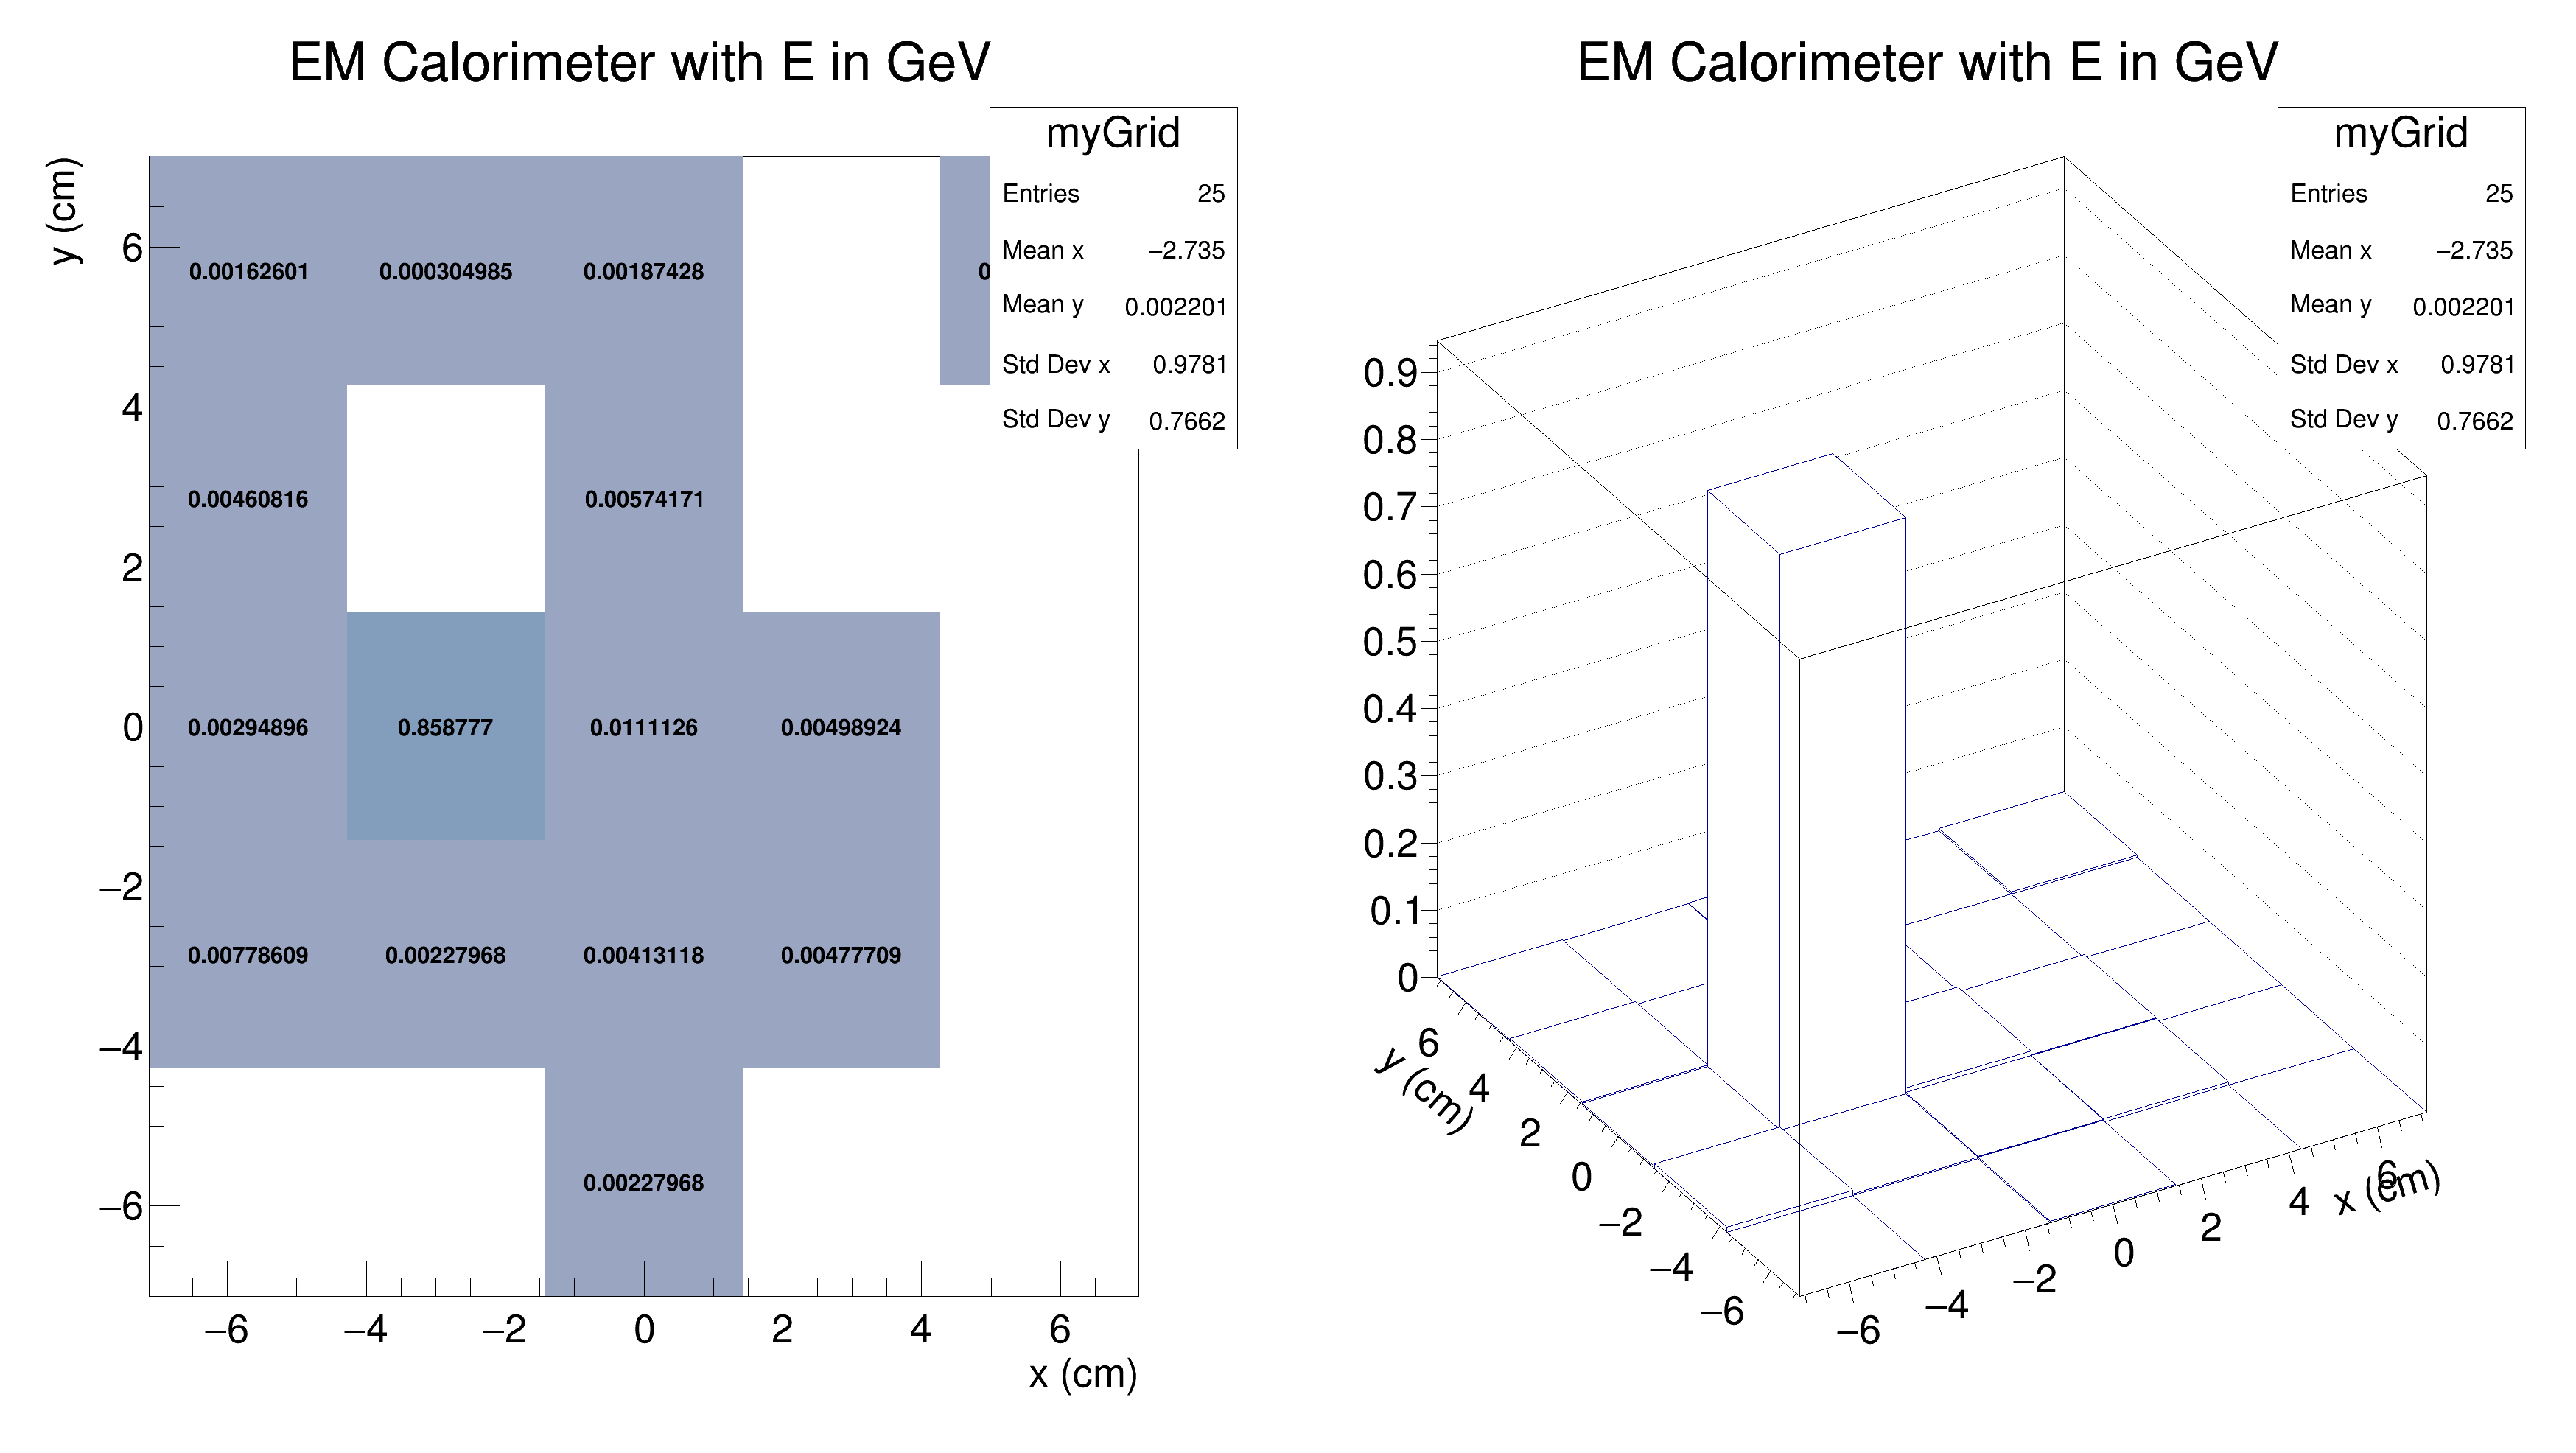 EM Calorimeter with E in GeV
myGrid
Entries 25
Mean x −2.735
Mean y 0.002201
Std Dev x 0.9781
Std Dev y 0.7662
y (cm)
6
4
2
0
−2
−4
−6
0.00162601 0.000304985 0.00187428
0.00460816 0.00574171
0.00294896 0.858777 0.0111126 0.00498924
0.00778609 0.00227968 0.00413118 0.00477709
0.00227968
−6 −4 −2 0 2 4 6
x (cm)
EM Calorimeter with E in GeV
myGrid
Entries 25
Mean x −2.735
Mean y 0.002201
Std Dev x 0.9781
Std Dev y 0.7662
0.9
0.8
0.7
0.6
0.5
0.4
0.3
0.2
0.1
0
y (cm)
6
4
2
0
−2
−4
−6
−6 −4 −2 0 2 4 6
x (cm)